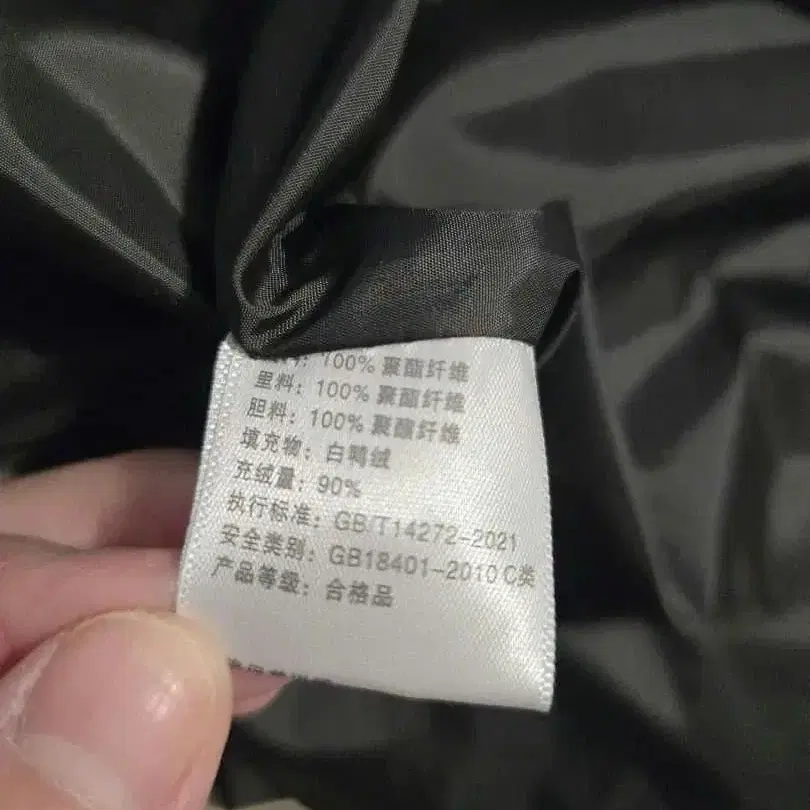 100% 聚酯纤维
里料：100% 聚酯纤维
胆料：100% 聚酯纤维
填充物：白鸭绒
充绒量：90%
执行标准：GB/T14272-2021
安全类别：GB18401-2010 C类
产品等级：合格品